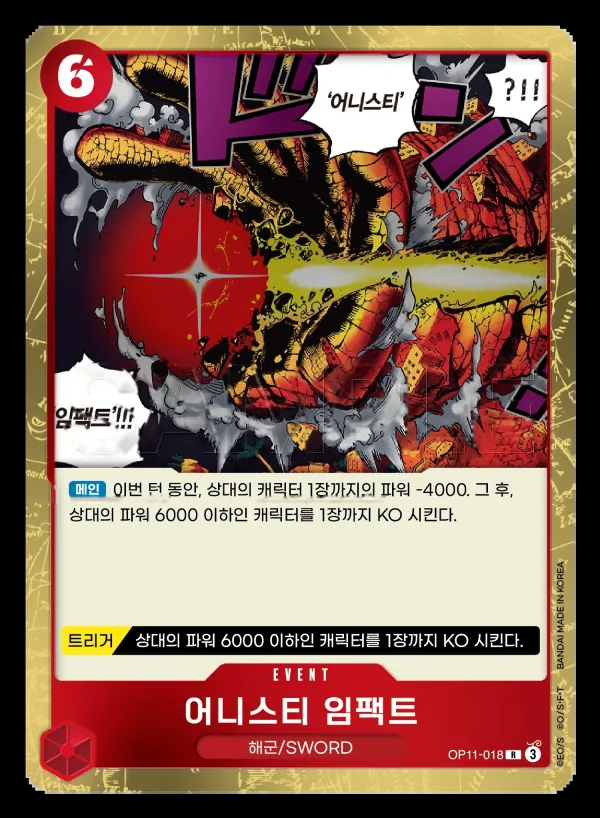 6
'어니스티'
?!!
임팩트'!!!
SAMPLE
메인 이번 턴 동안, 상대의 캐릭터 1장까지의 파워 -4000. 그 후,
상대의 파워 6000 이하인 캐릭터를 1장까지 KO 시킨다.
트리거 상대의 파워 6000 이하인 캐릭터를 1장까지 KO 시킨다.
EVENT
어니스티 임팩트
해군/SWORD
OP11-018 R 3
©E.O/S ©O/S·F·T BANDAI MADE IN KOREA